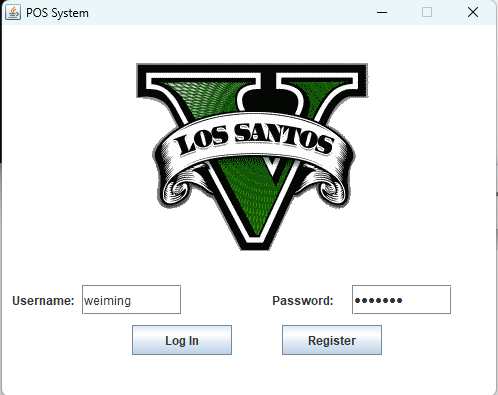 POS System
V
LOS SANTOS
Username: weiming Password: •••••••
Log In Register